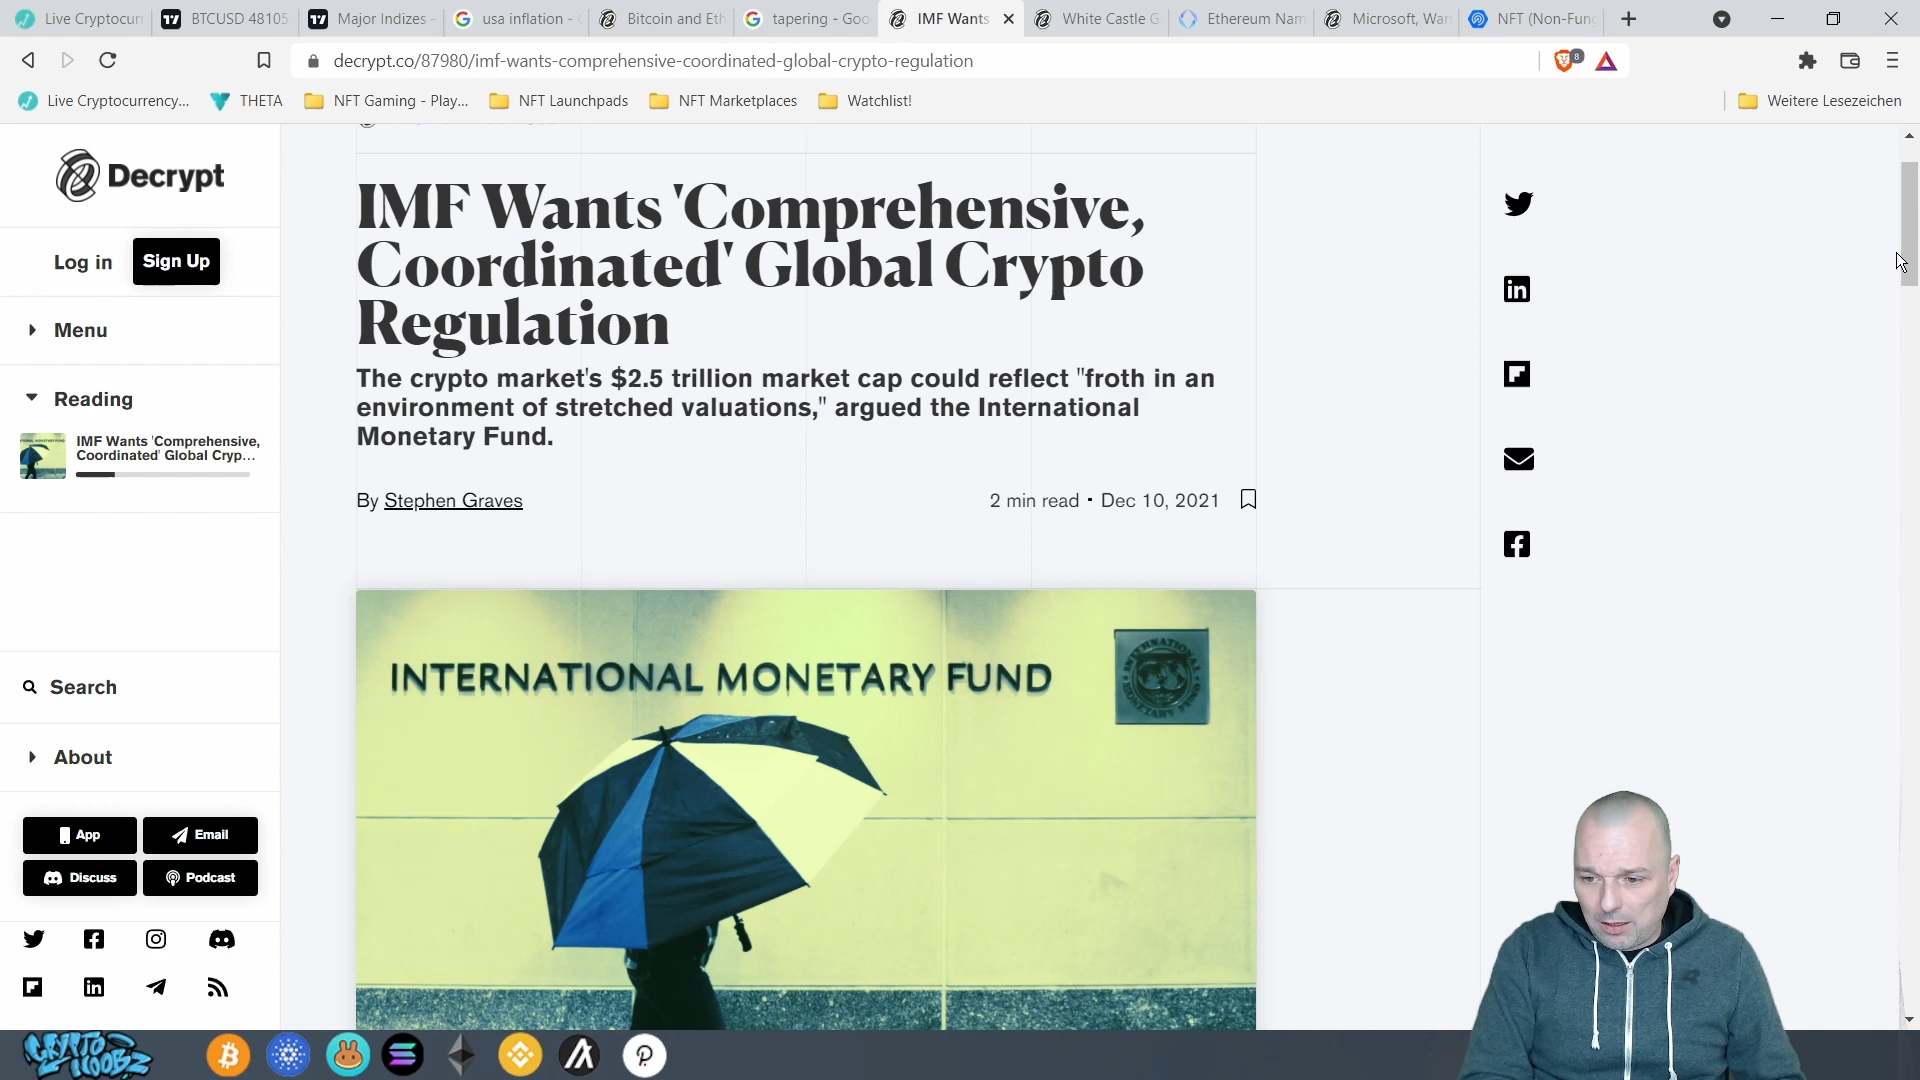 Live Cryptocurr
BTCUSD 48105
Major Indizes -
usa inflation -
Bitcoin and Eth
tapering - Goo
IMF Wants
White Castle G
Ethereum Nam
Microsoft, War
NFT (Non-Fung
decrypt.co/87980/imf-wants-comprehensive-coordinated-global-crypto-regulation
8
Live Cryptocurrency...
THETA
NFT Gaming - Play...
NFT Launchpads
NFT Marketplaces
Watchlist!
Weitere Lesezeichen
Decrypt
Log in
Sign Up
Menu
Reading
IMF Wants 'Comprehensive,
Coordinated' Global Cryp...
Search
About
App
Email
Discuss
Podcast
IMF Wants 'Comprehensive,
Coordinated' Global Crypto
Regulation
The crypto market's $2.5 trillion market cap could reflect "froth in an
environment of stretched valuations," argued the International
Monetary Fund.
By Stephen Graves
2 min read • Dec 10, 2021
INTERNATIONAL MONETARY FUND
CRYPTO
NOOBZ